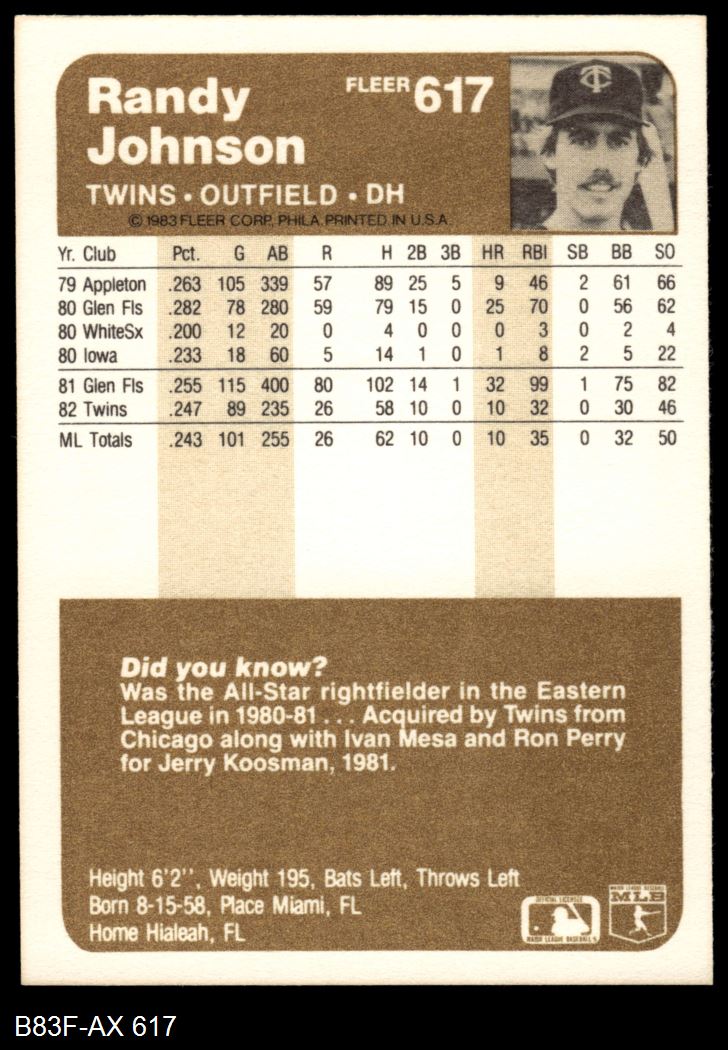 Randy
Johnson
FLEER 617
TWINS • OUTFIELD • DH
© 1983 FLEER CORP. PHILA. PRINTED IN U.S.A.
Yr. Club Pct. G AB R H 2B 3B HR RBI SB BB SO
79 Appleton .263 105 339 57 89 25 5 9 46 2 61 66
80 Glen Fls .282 78 280 59 79 15 0 25 70 0 56 62
80 WhiteSx .200 12 20 0 4 0 0 0 3 0 2 4
80 Iowa .233 18 60 5 14 1 0 1 8 2 5 22
81 Glen Fls .255 115 400 80 102 14 1 32 99 1 75 82
82 Twins .247 89 235 26 58 10 0 10 32 0 30 46
ML Totals .243 101 255 26 62 10 0 10 35 0 32 50
Did you know?
Was the All-Star rightfielder in the Eastern
League in 1980-81 ... Acquired by Twins from
Chicago along with Ivan Mesa and Ron Perry
for Jerry Koosman, 1981.
Height 6'2'', Weight 195, Bats Left, Throws Left
Born 8-15-58, Place Miami, FL
Home Hialeah, FL
OFFICIAL LICENSEE
MAJOR LEAGUE BASEBALL
MAJOR LEAGUE BASEBALL
MLB
B83F-AX 617